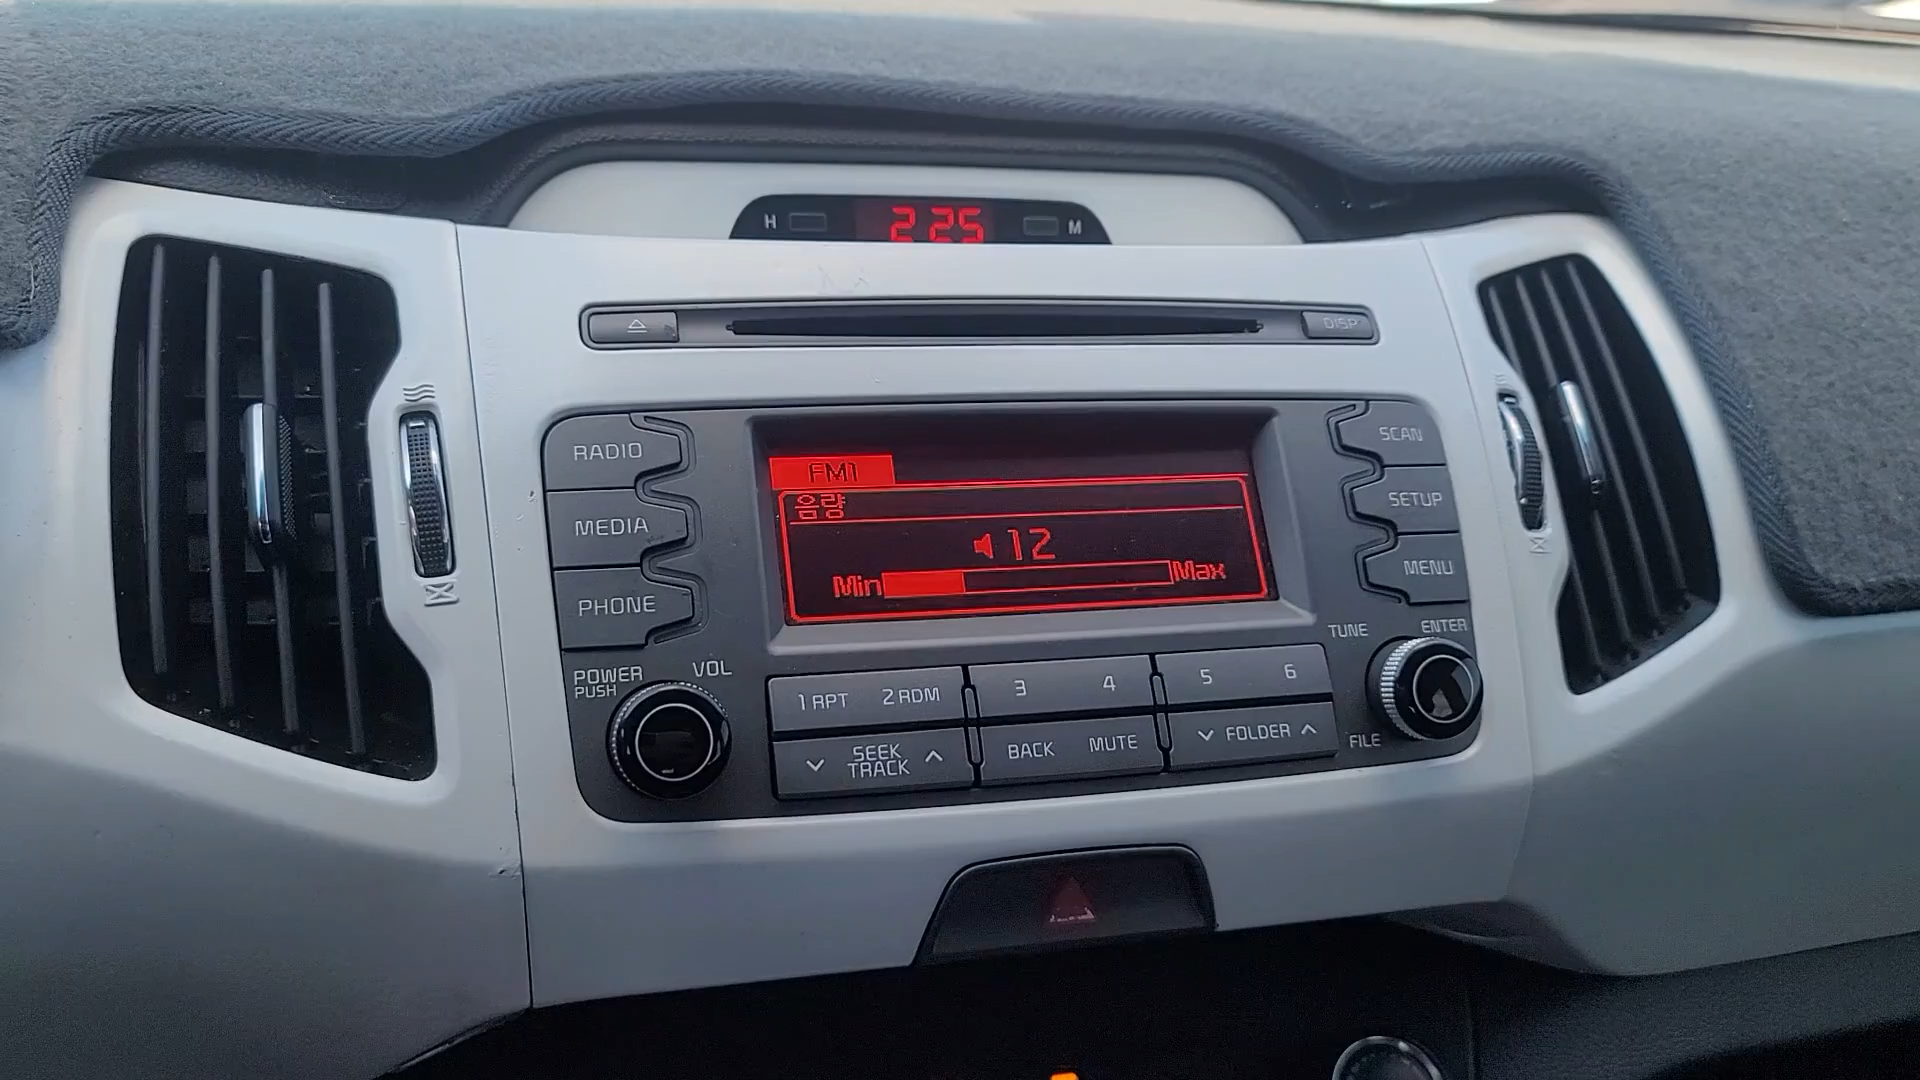 H 2:25 M
DISP
RADIO
MEDIA
PHONE
FM1
음량
12
Min Max
SCAN
SETUP
MENU
POWER
PUSH
VOL
1 RPT 2 RDM 3 4 5 6
SEEK
TRACK
BACK MUTE FOLDER
TUNE ENTER
FILE